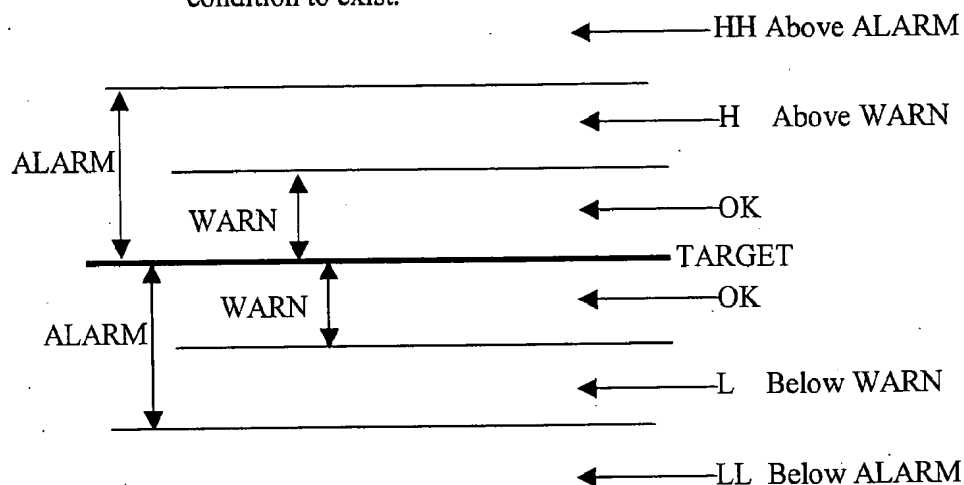 condition to exist.
HH Above ALARM
H Above WARN
ALARM
WARN
OK
TARGET
WARN
OK
ALARM
L Below WARN
LL Below ALARM